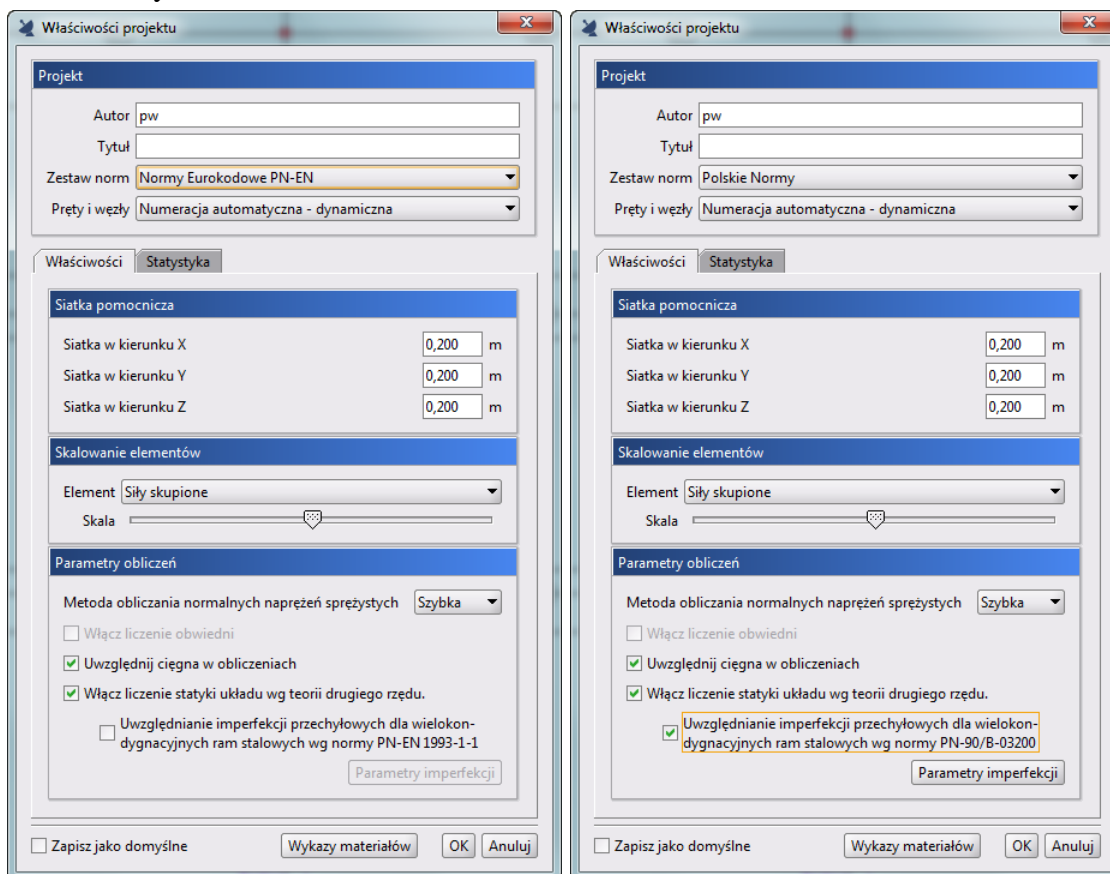 Właściwości projektu
Projekt
Autor pw
Tytuł
Zestaw norm Normy Eurokodowe PN-EN
Pręty i węzły Numeracja automatyczna - dynamiczna
Właściwości Statystyka
Siatka pomocnicza
Siatka w kierunku X 0,200 m
Siatka w kierunku Y 0,200 m
Siatka w kierunku Z 0,200 m
Skalowanie elementów
Element Siły skupione
Skala
Parametry obliczeń
Metoda obliczania normalnych naprężeń sprężystych Szybka
Włącz liczenie obwiedni
Uwzględnij cięgna w obliczeniach
Włącz liczenie statyki układu wg teorii drugiego rzędu.
Uwzględnianie imperfekcji przechyłowych dla wielokon-
dygnacyjnych ram stalowych wg normy PN-EN 1993-1-1
Parametry imperfekcji
Zapisz jako domyślne Wykazy materiałów OK Anuluj
Właściwości projektu
Projekt
Autor pw
Tytuł
Zestaw norm Polskie Normy
Pręty i węzły Numeracja automatyczna - dynamiczna
Właściwości Statystyka
Siatka pomocnicza
Siatka w kierunku X 0,200 m
Siatka w kierunku Y 0,200 m
Siatka w kierunku Z 0,200 m
Skalowanie elementów
Element Siły skupione
Skala
Parametry obliczeń
Metoda obliczania normalnych naprężeń sprężystych Szybka
Włącz liczenie obwiedni
Uwzględnij cięgna w obliczeniach
Włącz liczenie statyki układu wg teorii drugiego rzędu.
Uwzględnianie imperfekcji przechyłowych dla wielokon-
dygnacyjnych ram stalowych wg normy PN-90/B-03200
Parametry imperfekcji
Zapisz jako domyślne Wykazy materiałów OK Anuluj